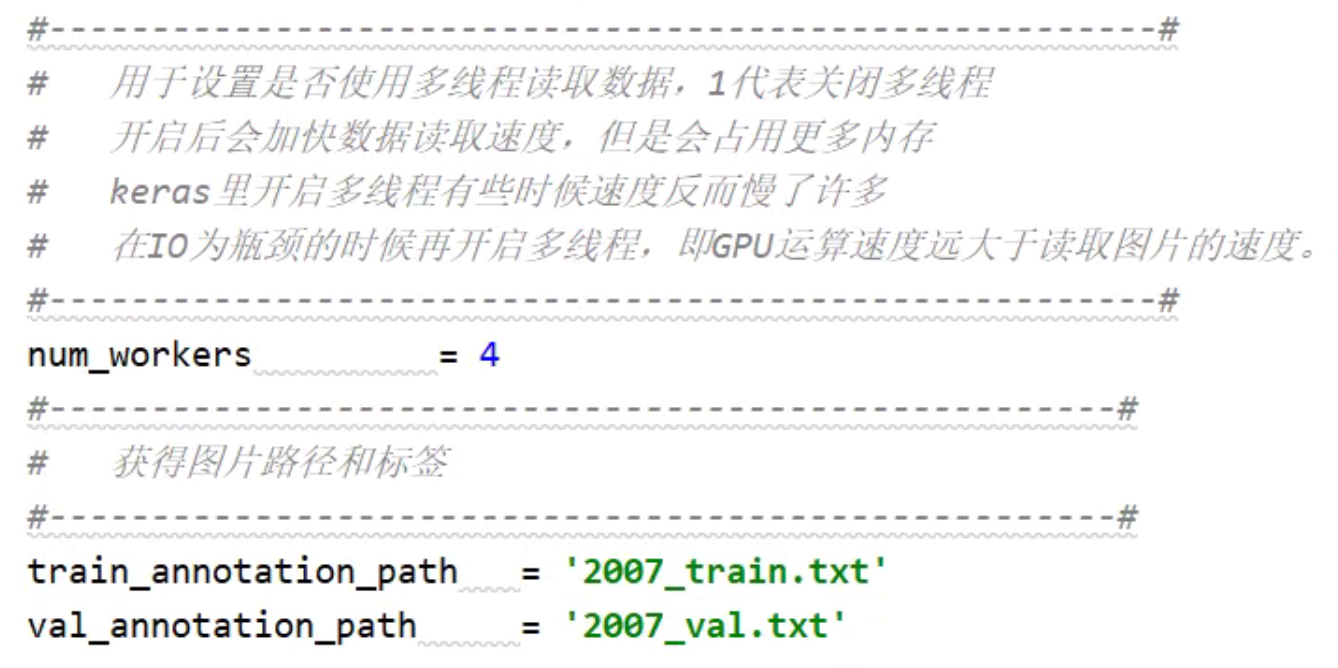 #------------------------------------------------------#
#   用于设置是否使用多线程读取数据，1代表关闭多线程
#   开启后会加快数据读取速度，但是会占用更多内存
#   keras里开启多线程有些时候速度反而慢了许多
#   在IO为瓶颈的时候再开启多线程，即GPU运算速度远大于读取图片的速度。
#------------------------------------------------------#
num_workers         = 4
#----------------------------------------------------#
#   获得图片路径和标签
#----------------------------------------------------#
train_annotation_path   = '2007_train.txt'
val_annotation_path     = '2007_val.txt'